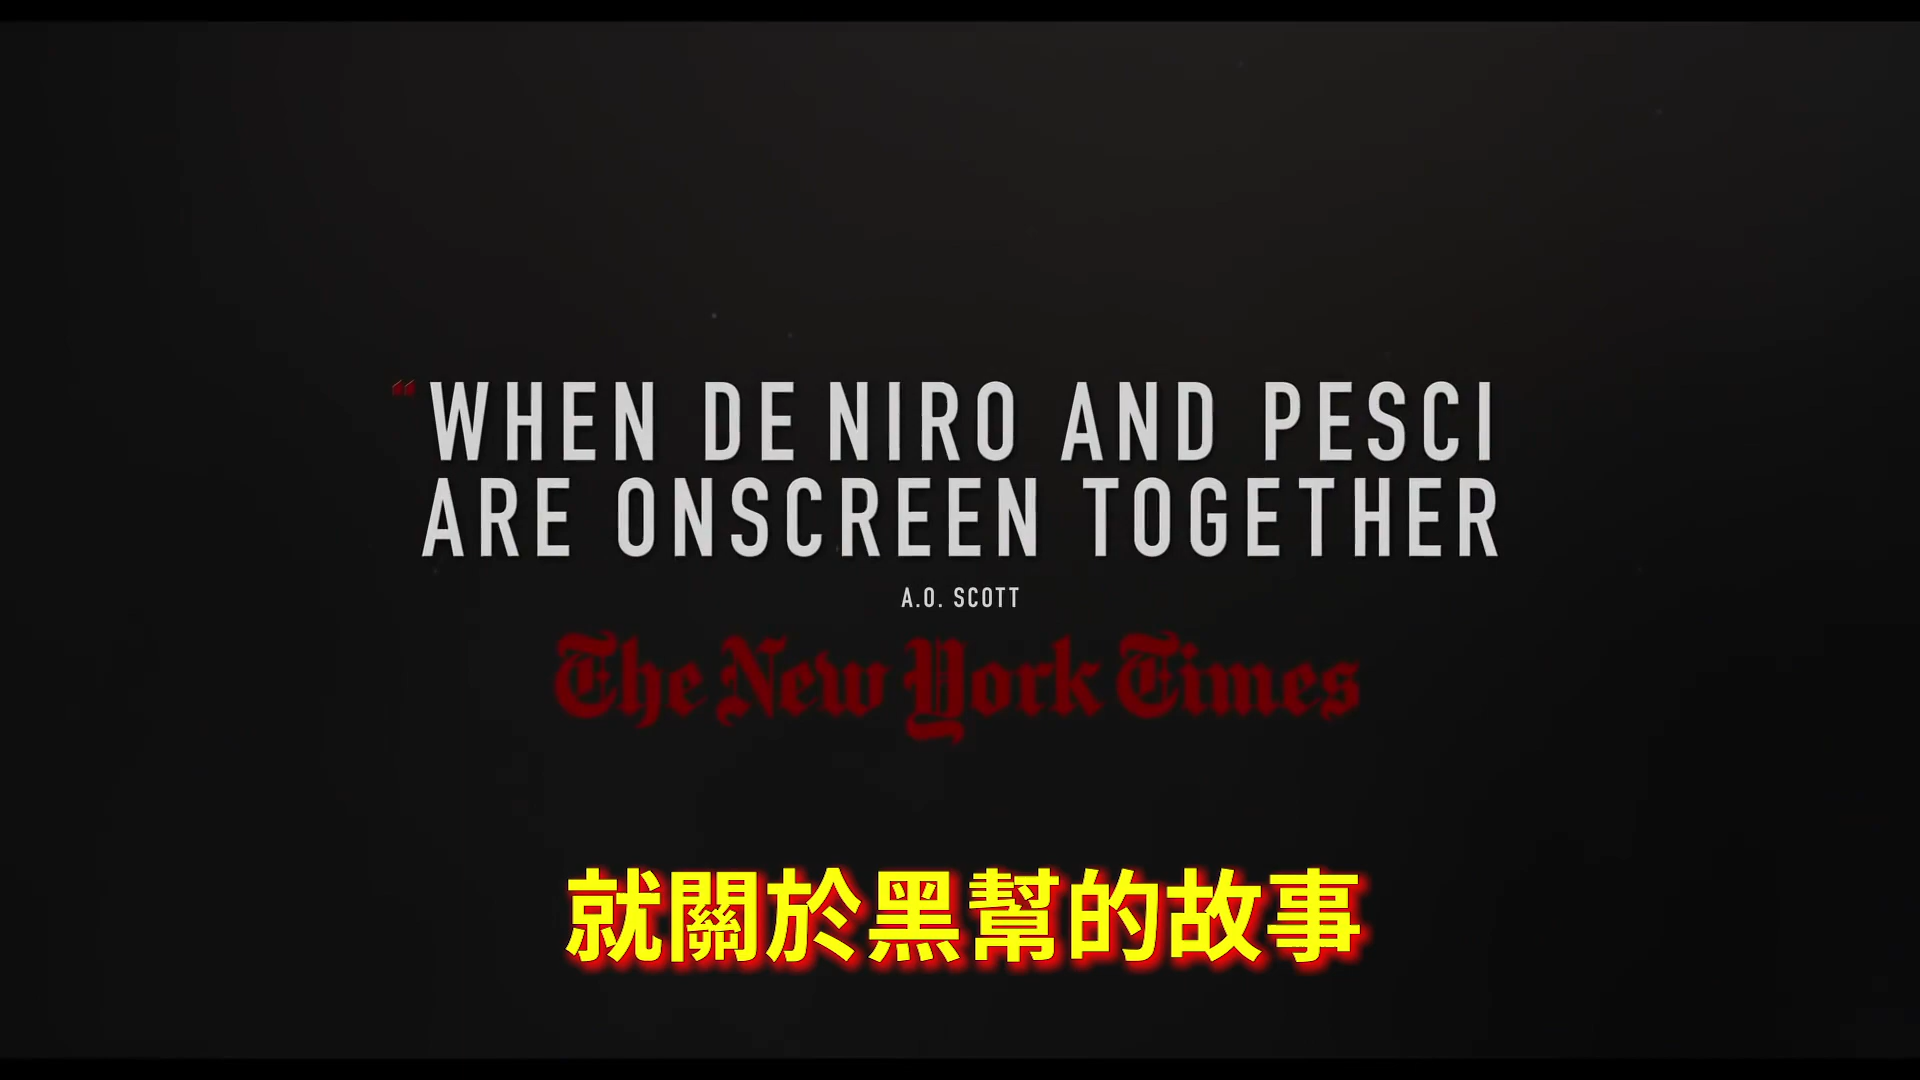 “WHEN DE NIRO AND PESCI
ARE ONSCREEN TOGETHER
A.O. SCOTT
The New York Times
就關於黑幫的故事